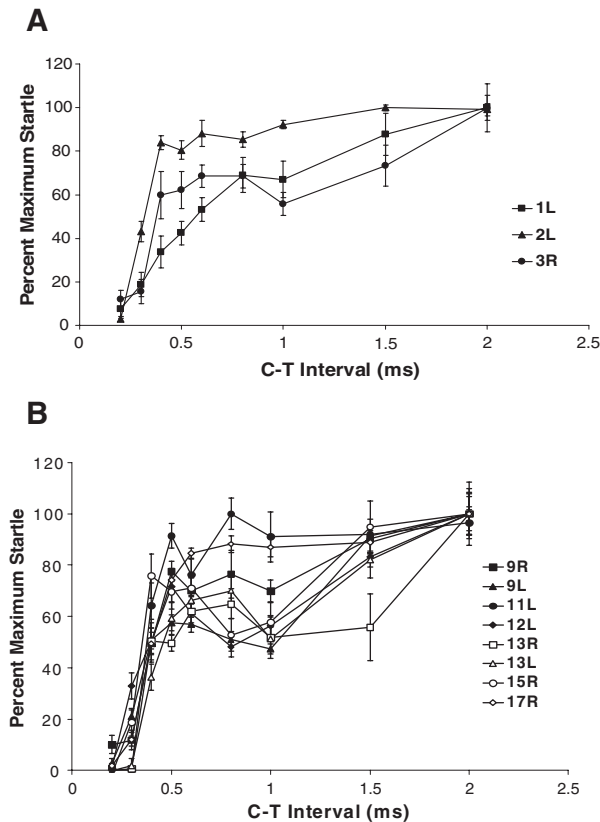 A
Percent Maximum Startle
120
100
80
60
40
20
0
0
0.5
1
1.5
2
2.5
C-T Interval (ms)
1L
2L
3R
B
Percent Maximum Startle
120
100
80
60
40
20
0
0
0.5
1
1.5
2
2.5
C-T Interval (ms)
9R
9L
11L
12L
13R
13L
15R
17R